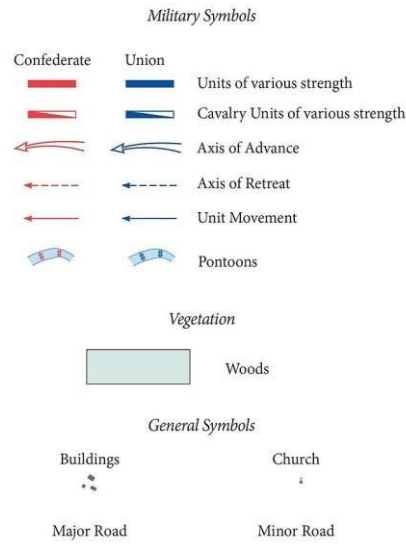 Military Symbols
Confederate Union
Units of various strength
Cavalry Units of various strength
Axis of Advance
Axis of Retreat
Unit Movement
Pontoons
Vegetation
Woods
General Symbols
Buildings Church
Major Road Minor Road